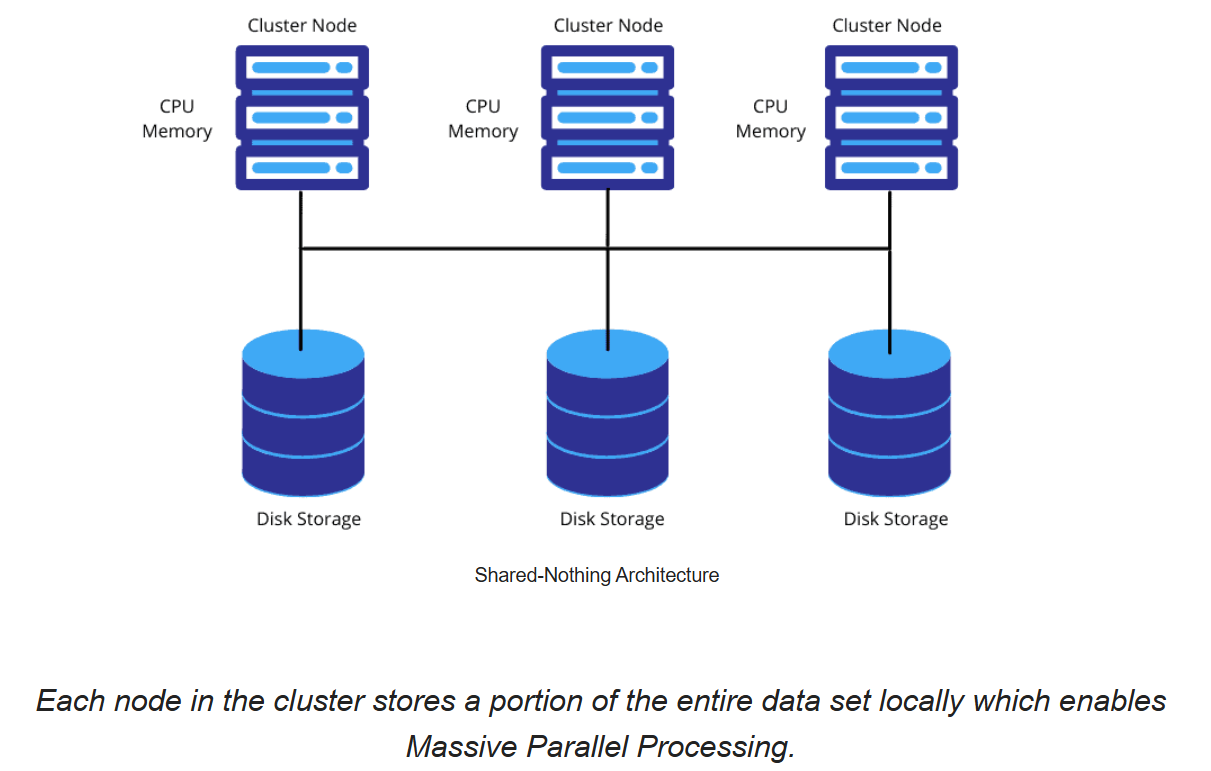 Cluster Node
Cluster Node
Cluster Node
CPU
Memory
CPU
Memory
CPU
Memory
Disk Storage
Disk Storage
Disk Storage
Shared-Nothing Architecture
Each node in the cluster stores a portion of the entire data set locally which enables
Massive Parallel Processing.